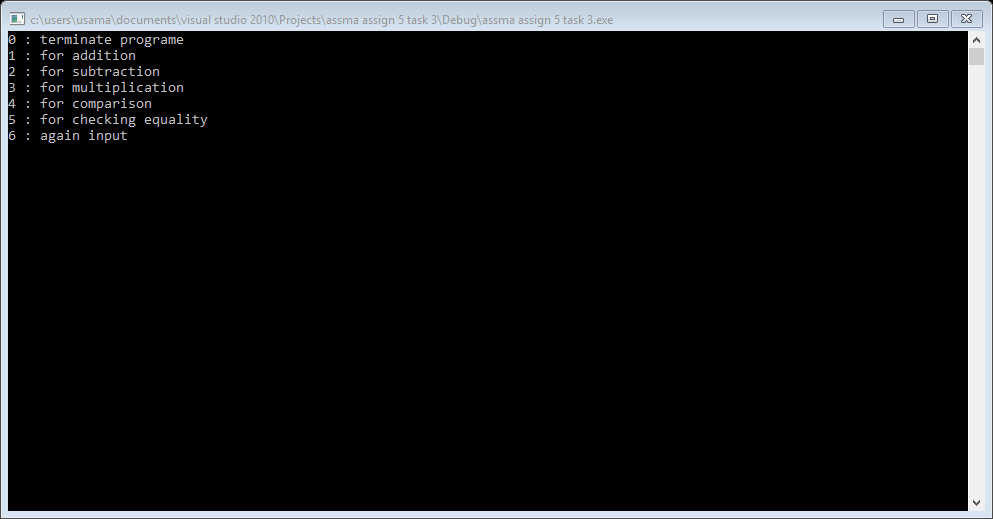 c:\users\usama\documents\visual studio 2010\Projects\assma assign 5 task 3\Debug\assma assign 5 task 3.exe
0 : terminate programe
1 : for addition
2 : for subtraction
3 : for multiplication
4 : for comparison
5 : for checking equality
6 : again input